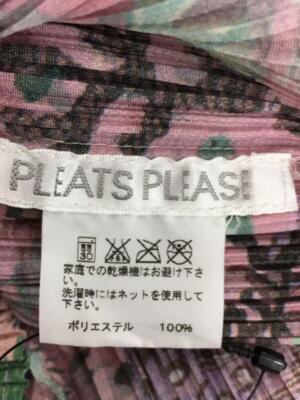 PLEATS PLEASE
30
家庭での乾燥機はお避け下さ
い。
洗濯時にはネットを使用して
下さい。
ポリエステル 100%